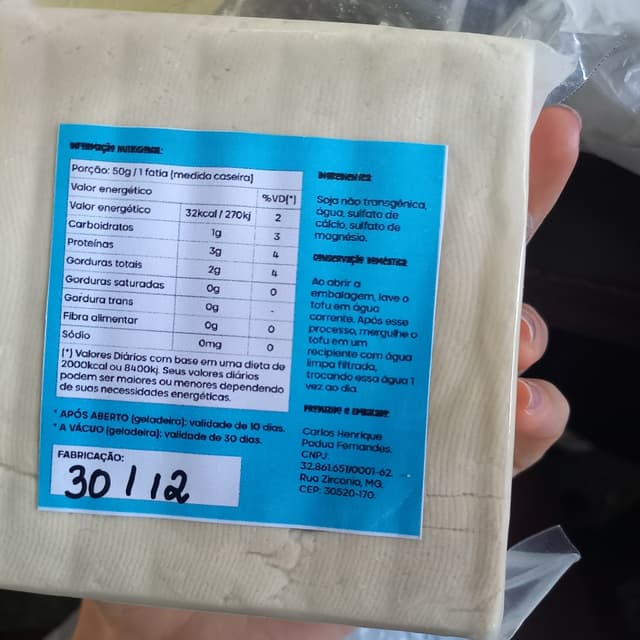 INFORMAÇÃO NUTRICIONAL:
Porção: 50g / 1 fatia (medida caseira)
Valor energético
%VD(*)
Valor energético 32kcal / 270kj 2
Carboidratos 1g 3
Proteínas 3g 4
Gorduras totais 2g 4
Gorduras saturadas 0g 0
Gordura trans 0g -
Fibra alimentar 0g 0
Sódio 0mg 0
(*) Valores Diários com base em uma dieta de
2000kcal ou 8400kj. Seus valores diários
podem ser maiores ou menores dependendo
de suas necessidades energéticas.
* APÓS ABERTO (geladeira): validade de 10 dias.
* A VÁCUO (geladeira): validade de 30 dias.
FABRICAÇÃO:
30 / 12
INGREDIENTES:
Soja não transgênica,
água, sulfato de
cálcio, sulfato de
magnésio.
CONSERVAÇÃO DOMÉSTICA:
Ao abrir a
embalagem, lave o
tofu em água
corrente. Após esse
processo, mergulhe o
tofu em um
recipiente com água
limpa filtrada,
trocando essa água 1
vez ao dia.
Carlos Henrique
Padua Fernandes.
CNPJ:
32.861.651/0001-62.
Rua Zirconio, MG.
CEP: 30520-170.